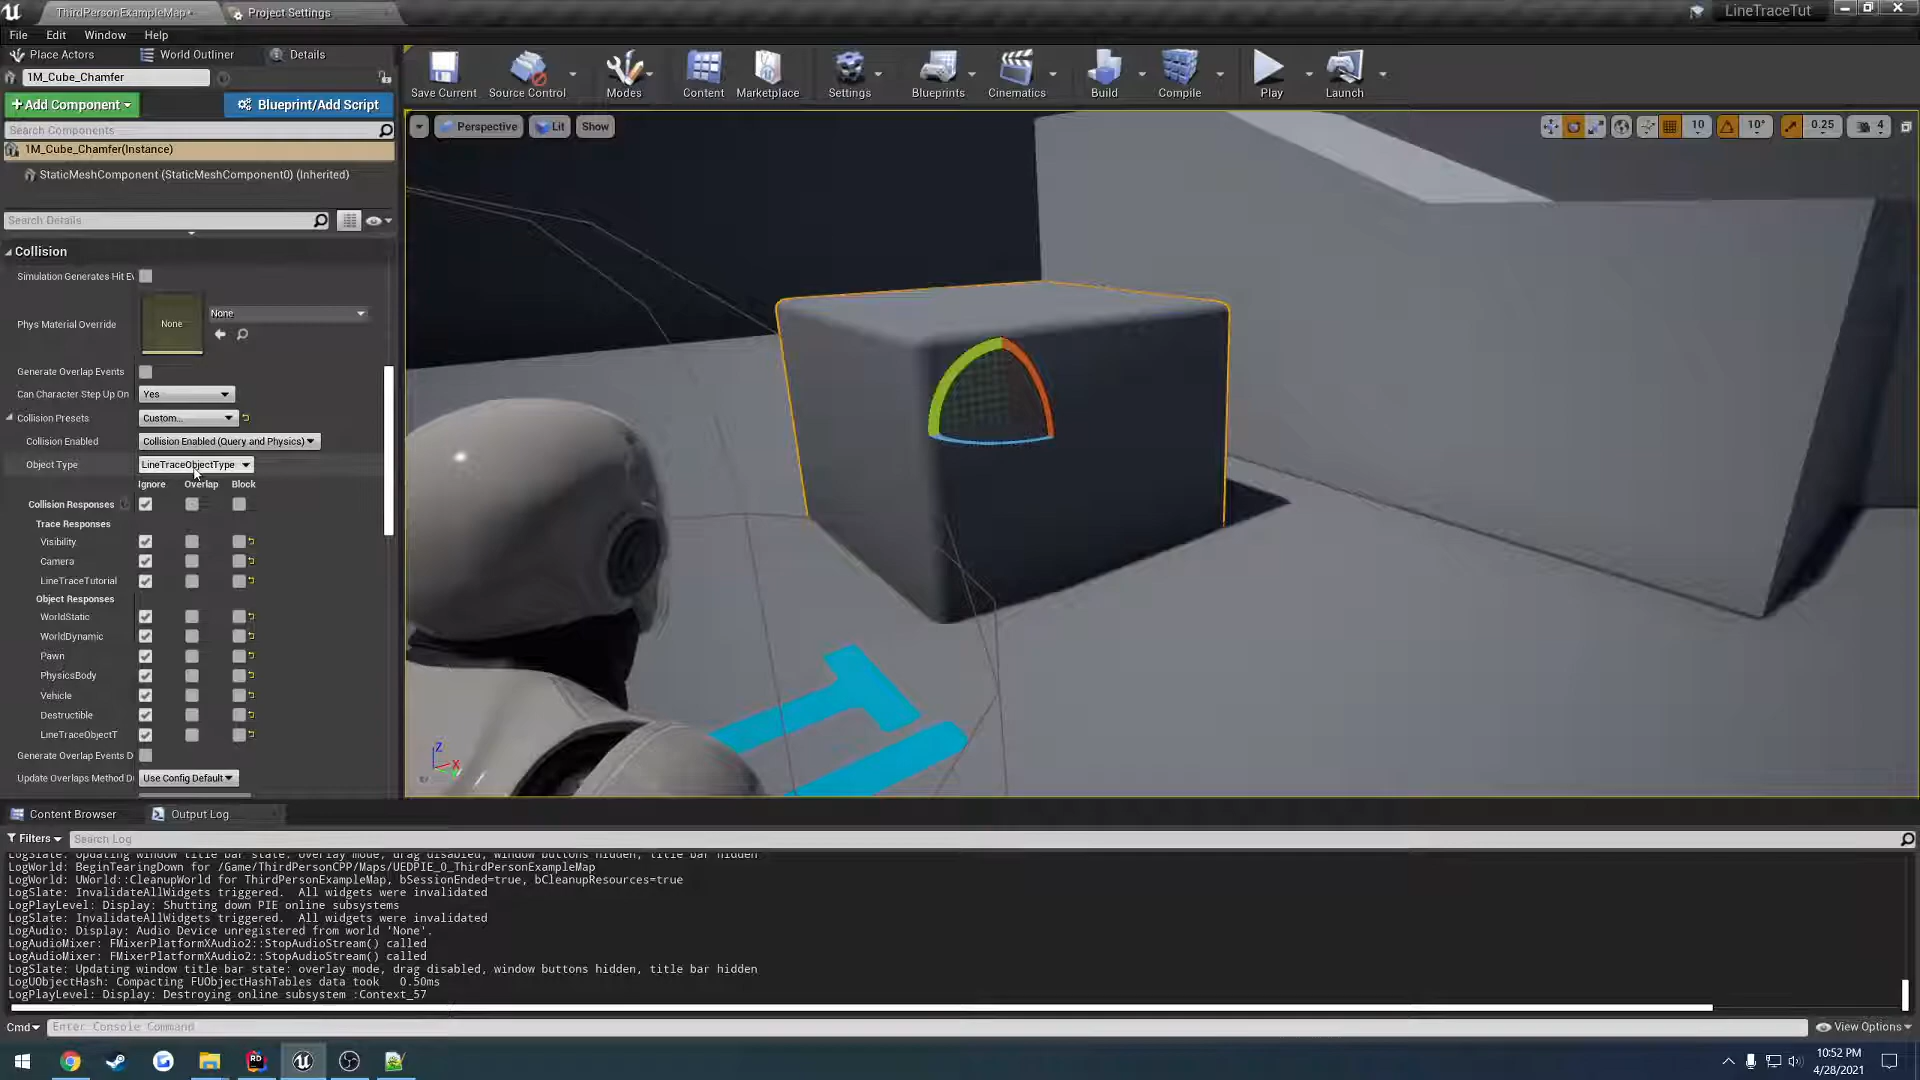 ThirdPersonExampleMap*
Project Settings
LineTraceTut
File Edit Window Help
Place Actors World Outliner Details
1M_Cube_Chamfer
+Add Component
Blueprint/Add Script
Search Components
1M_Cube_Chamfer(Instance)
StaticMeshComponent (StaticMeshComponent0) (Inherited)
Search Details
Save Current
Source Control
Modes
Content
Marketplace
Settings
Blueprints
Cinematics
Build
Compile
Play
Launch
Perspective Lit Show
10 10° 0.25 4
Collision
Simulation Generates Hit Ev
Phys Material Override None None
Generate Overlap Events
Can Character Step Up On Yes
Collision Presets Custom...
Collision Enabled Collision Enabled (Query and Physics)
Object Type LineTraceObjectType
Ignore Overlap Block
Collision Responses
Trace Responses
Visibility
Camera
LineTraceTutorial
Object Responses
WorldStatic
WorldDynamic
Pawn
PhysicsBody
Vehicle
Destructible
LineTraceObjectT
Generate Overlap Events D
Update Overlaps Method D Use Config Default
Z
X
Content Browser Output Log
Filters Search Log
LogSlate: Updating window title bar state: overlay mode, drag disabled, window buttons hidden, title bar hidden
LogWorld: BeginTearingDown for /Game/ThirdPersonCPP/Maps/UEDPIE_0_ThirdPersonExampleMap
LogWorld: UWorld::CleanupWorld for ThirdPersonExampleMap, bSessionEnded=true, bCleanupResources=true
LogSlate: InvalidateAllWidgets triggered.  All widgets were invalidated
LogPlayLevel: Display: Shutting down PIE online subsystems
LogSlate: InvalidateAllWidgets triggered.  All widgets were invalidated
LogAudio: Display: Audio Device unregistered from world 'None'.
LogAudioMixer: FMixerPlatformXAudio2::StopAudioStream() called
LogAudioMixer: FMixerPlatformXAudio2::StopAudioStream() called
LogSlate: Updating window title bar state: overlay mode, drag disabled, window buttons hidden, title bar hidden
LogUObjectHash: Compacting FUObjectHashTables data took   0.50ms
LogPlayLevel: Display: Destroying online subsystem :Context_57
Cmd Enter Console Command
View Options
RD
10:52 PM
4/28/2021